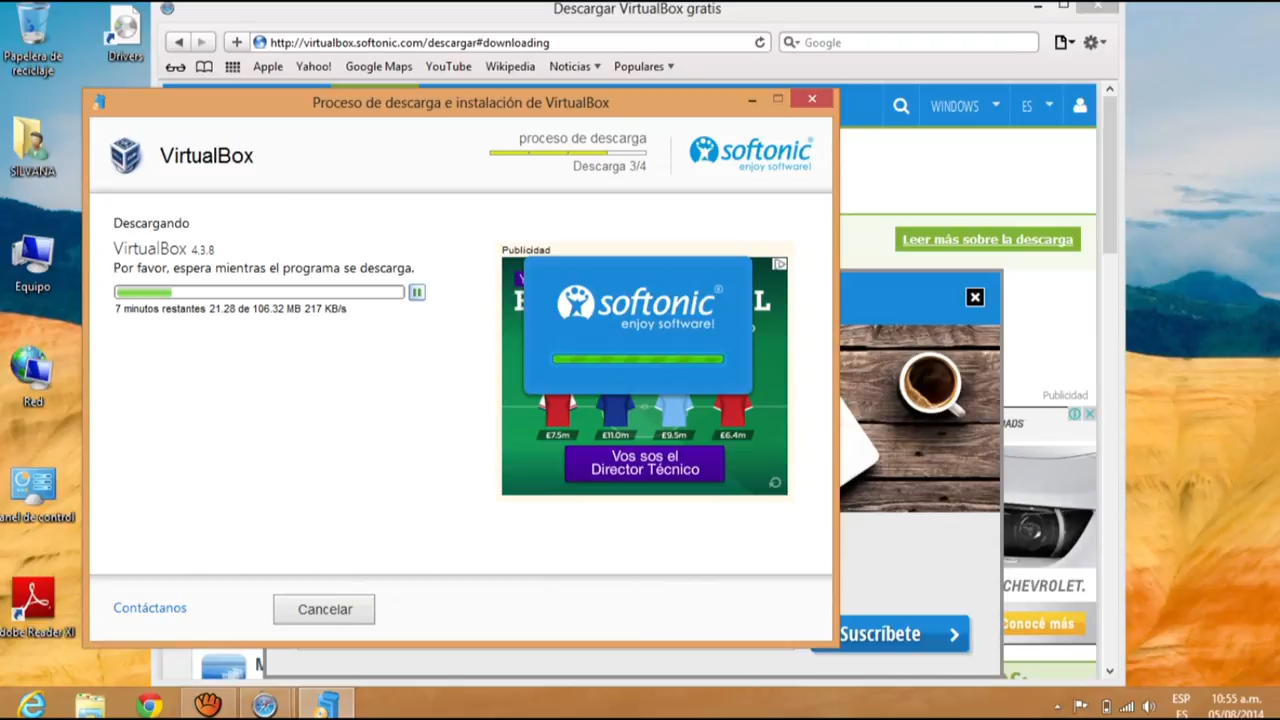 Descargar VirtualBox gratis
http://virtualbox.softonic.com/descargar#downloading
Google
Apple Yahoo! Google Maps YouTube Wikipedia Noticias Populares
Papelera de reciclaje
Drivers
SILVANA
Equipo
Red
anel de control
dobe Reader XI
Proceso de descarga e instalación de VirtualBox
VirtualBox
proceso de descarga
Descarga 3/4
softonic
enjoy software!
Descargando
VirtualBox 4.3.8
Por favor, espera mientras el programa se descarga.
7 minutos restantes 21.28 de 106.32 MB 217 KB/s
Publicidad
softonic
enjoy software!
£7.5m £11.0m £9.5m £6.4m
Vos sos el
Director Técnico
Contáctanos
Cancelar
WINDOWS ES
Leer más sobre la descarga
Publicidad
ADS
CHEVROLET.
Conocé más
Suscríbete
ESP
ES
10:55 a.m.
05/08/2014